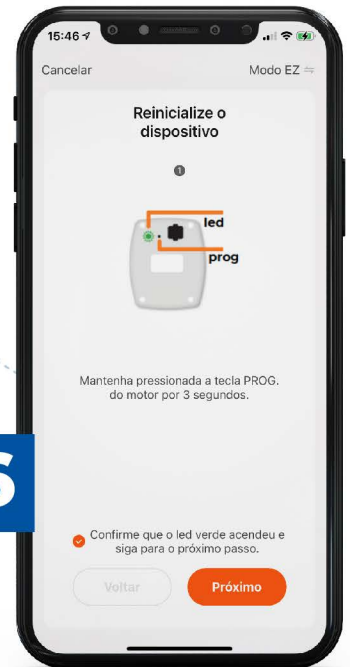 15:46
Cancelar
Modo EZ
Reinicialize o
dispositivo
1
led
prog
Mantenha pressionada a tecla PROG.
do motor por 3 segundos.
S
Confirme que o led verde acendeu e
siga para o próximo passo.
Voltar
Próximo